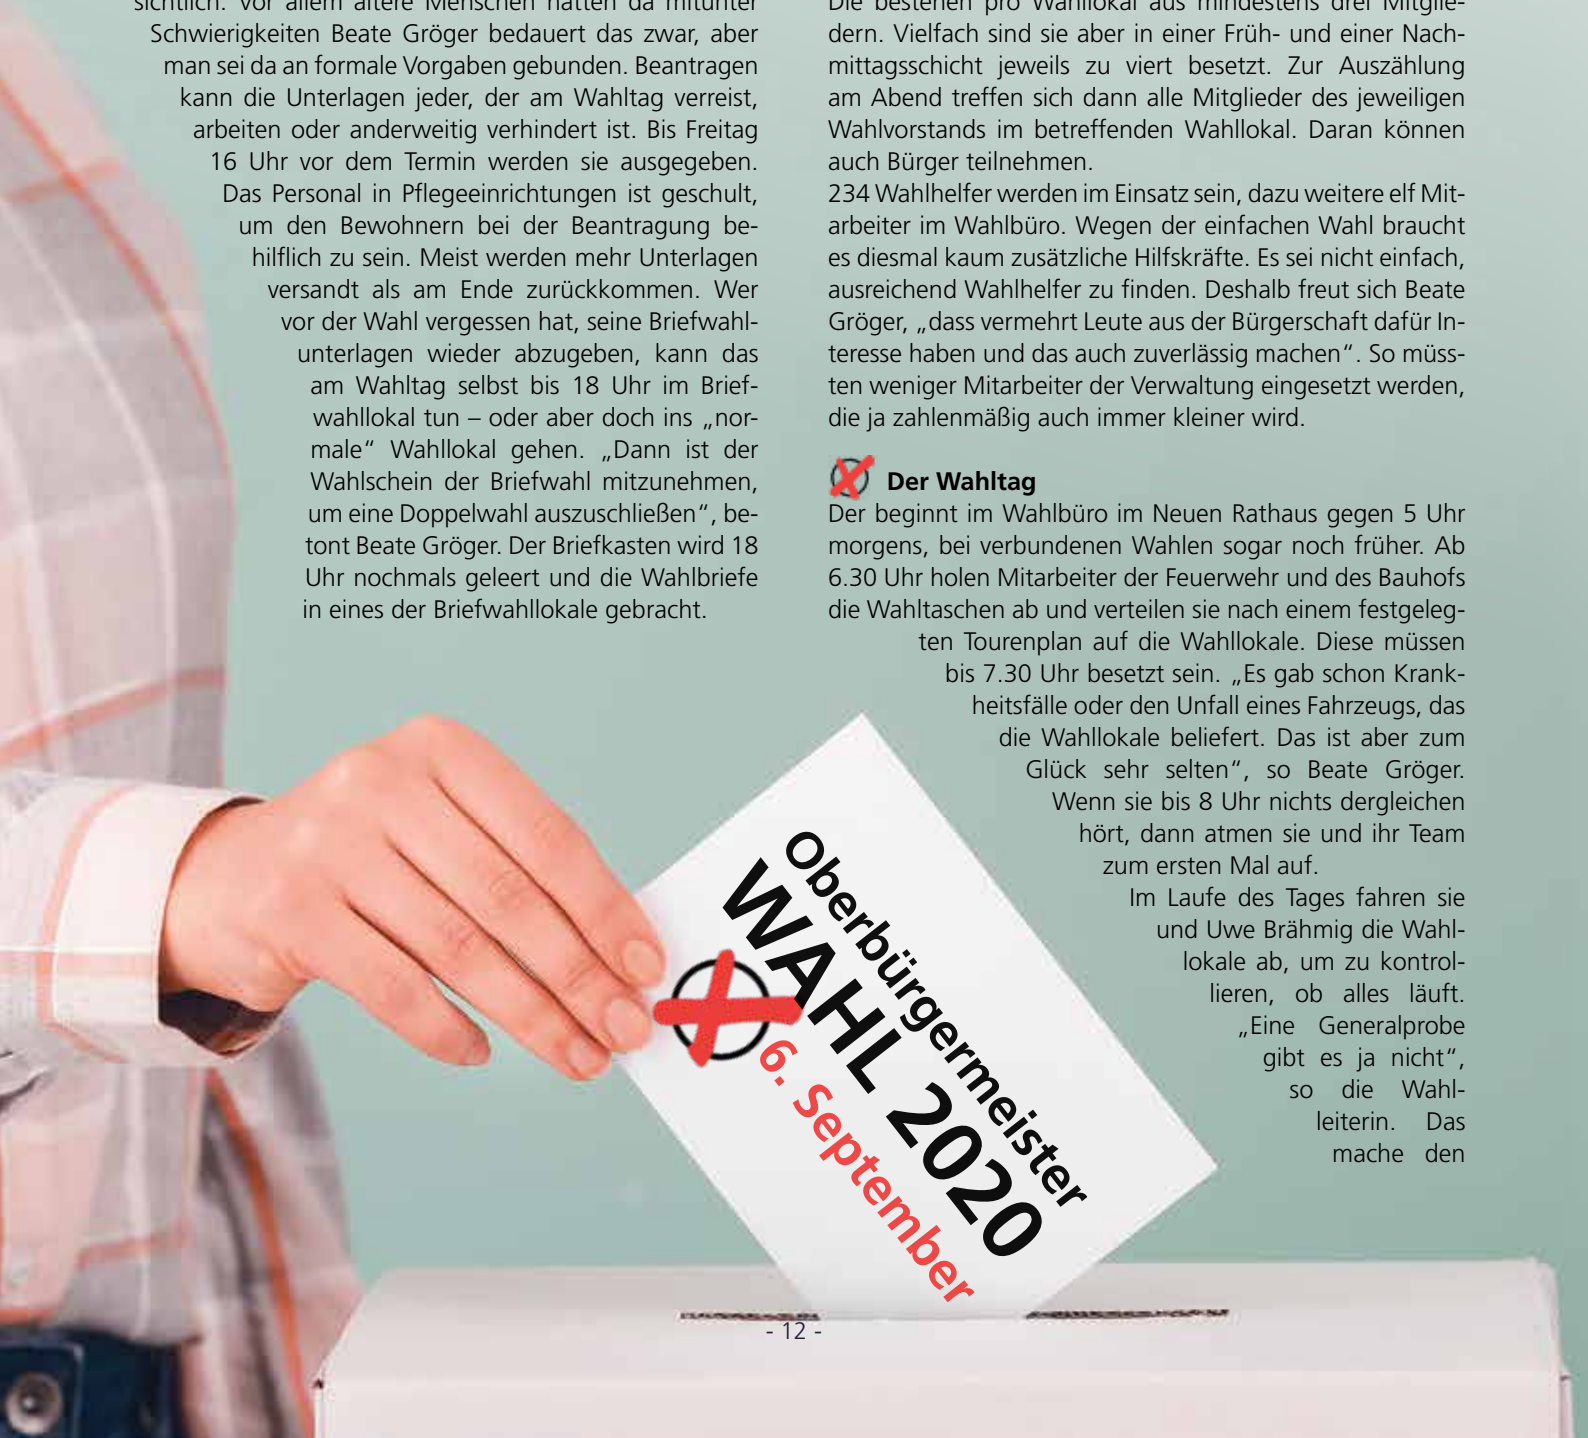 sichtlich. Vor allem ältere Menschen hätten da mitunter
Schwierigkeiten Beate Gröger bedauert das zwar, aber
man sei da an formale Vorgaben gebunden. Beantragen
kann die Unterlagen jeder, der am Wahltag verreist,
arbeiten oder anderweitig verhindert ist. Bis Freitag
16 Uhr vor dem Termin werden sie ausgegeben.
Das Personal in Pflegeeinrichtungen ist geschult,
um den Bewohnern bei der Beantragung be-
hilflich zu sein. Meist werden mehr Unterlagen
versandt als am Ende zurückkommen. Wer
vor der Wahl vergessen hat, seine Briefwahl-
unterlagen wieder abzugeben, kann das
am Wahltag selbst bis 18 Uhr im Brief-
wahllokal tun – oder aber doch ins „nor-
male“ Wahllokal gehen. „Dann ist der
Wahlschein der Briefwahl mitzunehmen,
um eine Doppelwahl auszuschließen“, be-
tont Beate Gröger. Der Briefkasten wird 18
Uhr nochmals geleert und die Wahlbriefe
in eines der Briefwahllokale gebracht.
Die bestehen pro Wahllokal aus mindestens drei Mitglie-
dern. Vielfach sind sie aber in einer Früh- und einer Nach-
mittagsschicht jeweils zu viert besetzt. Zur Auszählung
am Abend treffen sich dann alle Mitglieder des jeweiligen
Wahlvorstands im betreffenden Wahllokal. Daran können
auch Bürger teilnehmen.
234 Wahlhelfer werden im Einsatz sein, dazu weitere elf Mit-
arbeiter im Wahlbüro. Wegen der einfachen Wahl braucht
es diesmal kaum zusätzliche Hilfskräfte. Es sei nicht einfach,
ausreichend Wahlhelfer zu finden. Deshalb freut sich Beate
Gröger, „dass vermehrt Leute aus der Bürgerschaft dafür In-
teresse haben und das auch zuverlässig machen“. So müss-
ten weniger Mitarbeiter der Verwaltung eingesetzt werden,
die ja zahlenmäßig auch immer kleiner wird.
Der Wahltag
Der beginnt im Wahlbüro im Neuen Rathaus gegen 5 Uhr
morgens, bei verbundenen Wahlen sogar noch früher. Ab
6.30 Uhr holen Mitarbeiter der Feuerwehr und des Bauhofs
die Wahltaschen ab und verteilen sie nach einem festgeleg-
ten Tourenplan auf die Wahllokale. Diese müssen
bis 7.30 Uhr besetzt sein. „Es gab schon Krank-
heitsfälle oder den Unfall eines Fahrzeugs, das
die Wahllokale beliefert. Das ist aber zum
Glück sehr selten“, so Beate Gröger.
Wenn sie bis 8 Uhr nichts dergleichen
hört, dann atmen sie und ihr Team
zum ersten Mal auf.
Im Laufe des Tages fahren sie
und Uwe Brähmig die Wahl-
lokale ab, um zu kontrol-
lieren, ob alles läuft.
„Eine Generalprobe
gibt es ja nicht“,
so die Wahl-
leiterin. Das
mache den
Oberbürgermeister
WAHL 2020
6. September
- 12 -